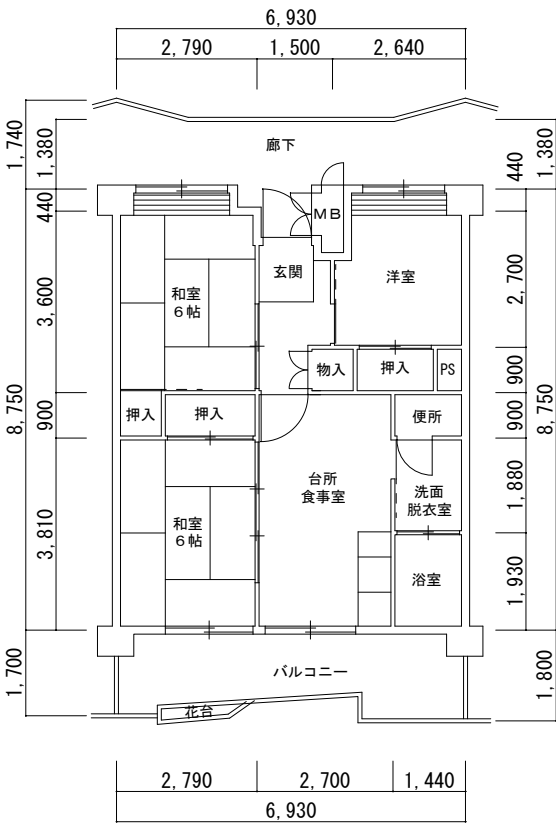 6,930
2,790
1,500
2,640
1,740
1,380
440
3,600
8,750
900
3,810
1,700
廊下
MB
玄関
洋室
和室
6帖
物入
押入
PS
押入
押入
便所
台所
食事室
洗面
脱衣室
和室
6帖
浴室
バルコニー
花台
1,380
440
2,700
900
8,750
900
1,880
1,930
1,800
2,790
2,700
1,440
6,930